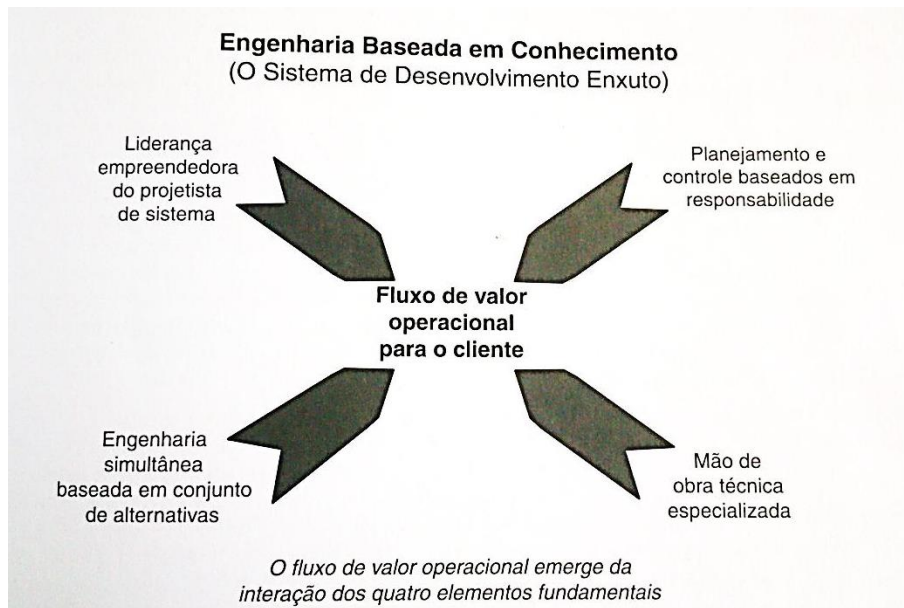 Engenharia Baseada em Conhecimento
(O Sistema de Desenvolvimento Enxuto)
Liderança
empreendedora
do projetista
de sistema
Planejamento e
controle baseados em
responsabilidade
Fluxo de valor
operacional
para o cliente
Engenharia
simultânea
baseada em conjunto
de alternativas
Mão de
obra técnica
especializada
O fluxo de valor operacional emerge da
interação dos quatro elementos fundamentais